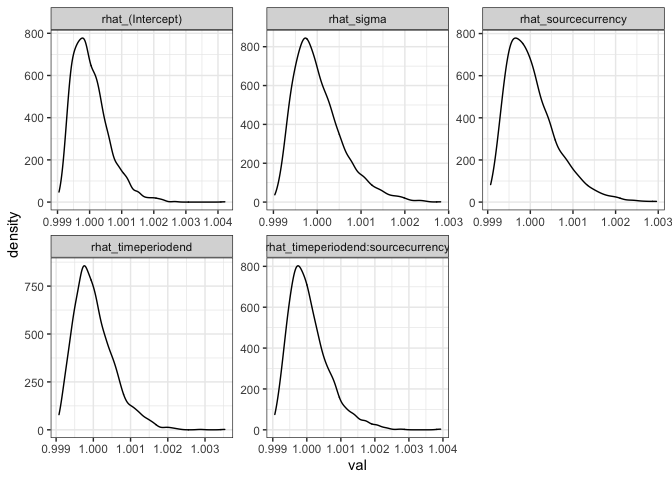 rhat_(Intercept) rhat_sigma rhat_sourcecurrency
800 800 800
600 600 600
400 400 400
200 200 200
0 0 0
0.999 1.000 1.001 1.002 1.003 1.004 0.999 1.000 1.001 1.002 1.003 0.999 1.000 1.001 1.002 1.003
density
rhat_timeperiodend rhat_timeperiodend:sourcecurrency
750 800
500 600
250 400
0 200
0
0.999 1.000 1.001 1.002 1.003 0.999 1.000 1.001 1.002 1.003 1.004
val